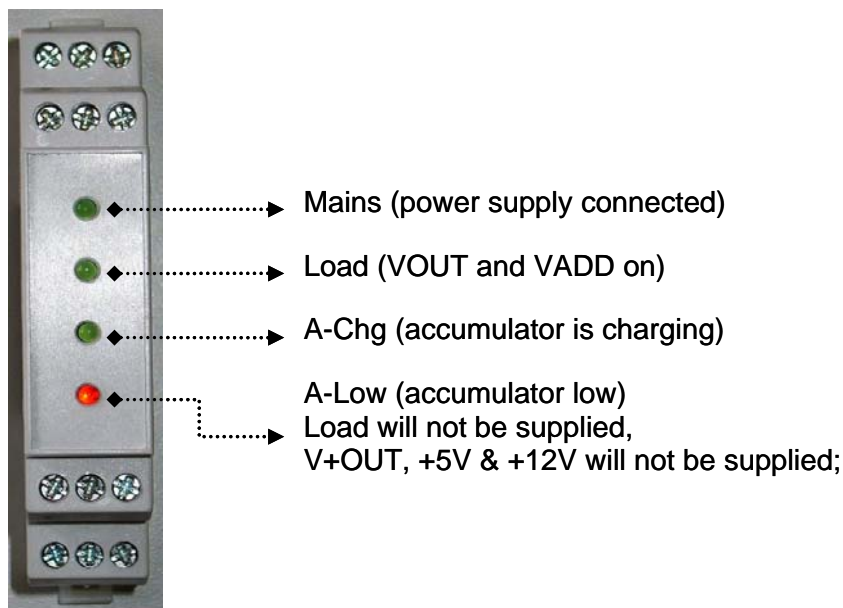 Mains (power supply connected)
Load (VOUT and VADD on)
A-Chg (accumulator is charging)
A-Low (accumulator low)
Load will not be supplied,
V+OUT, +5V & +12V will not be supplied;